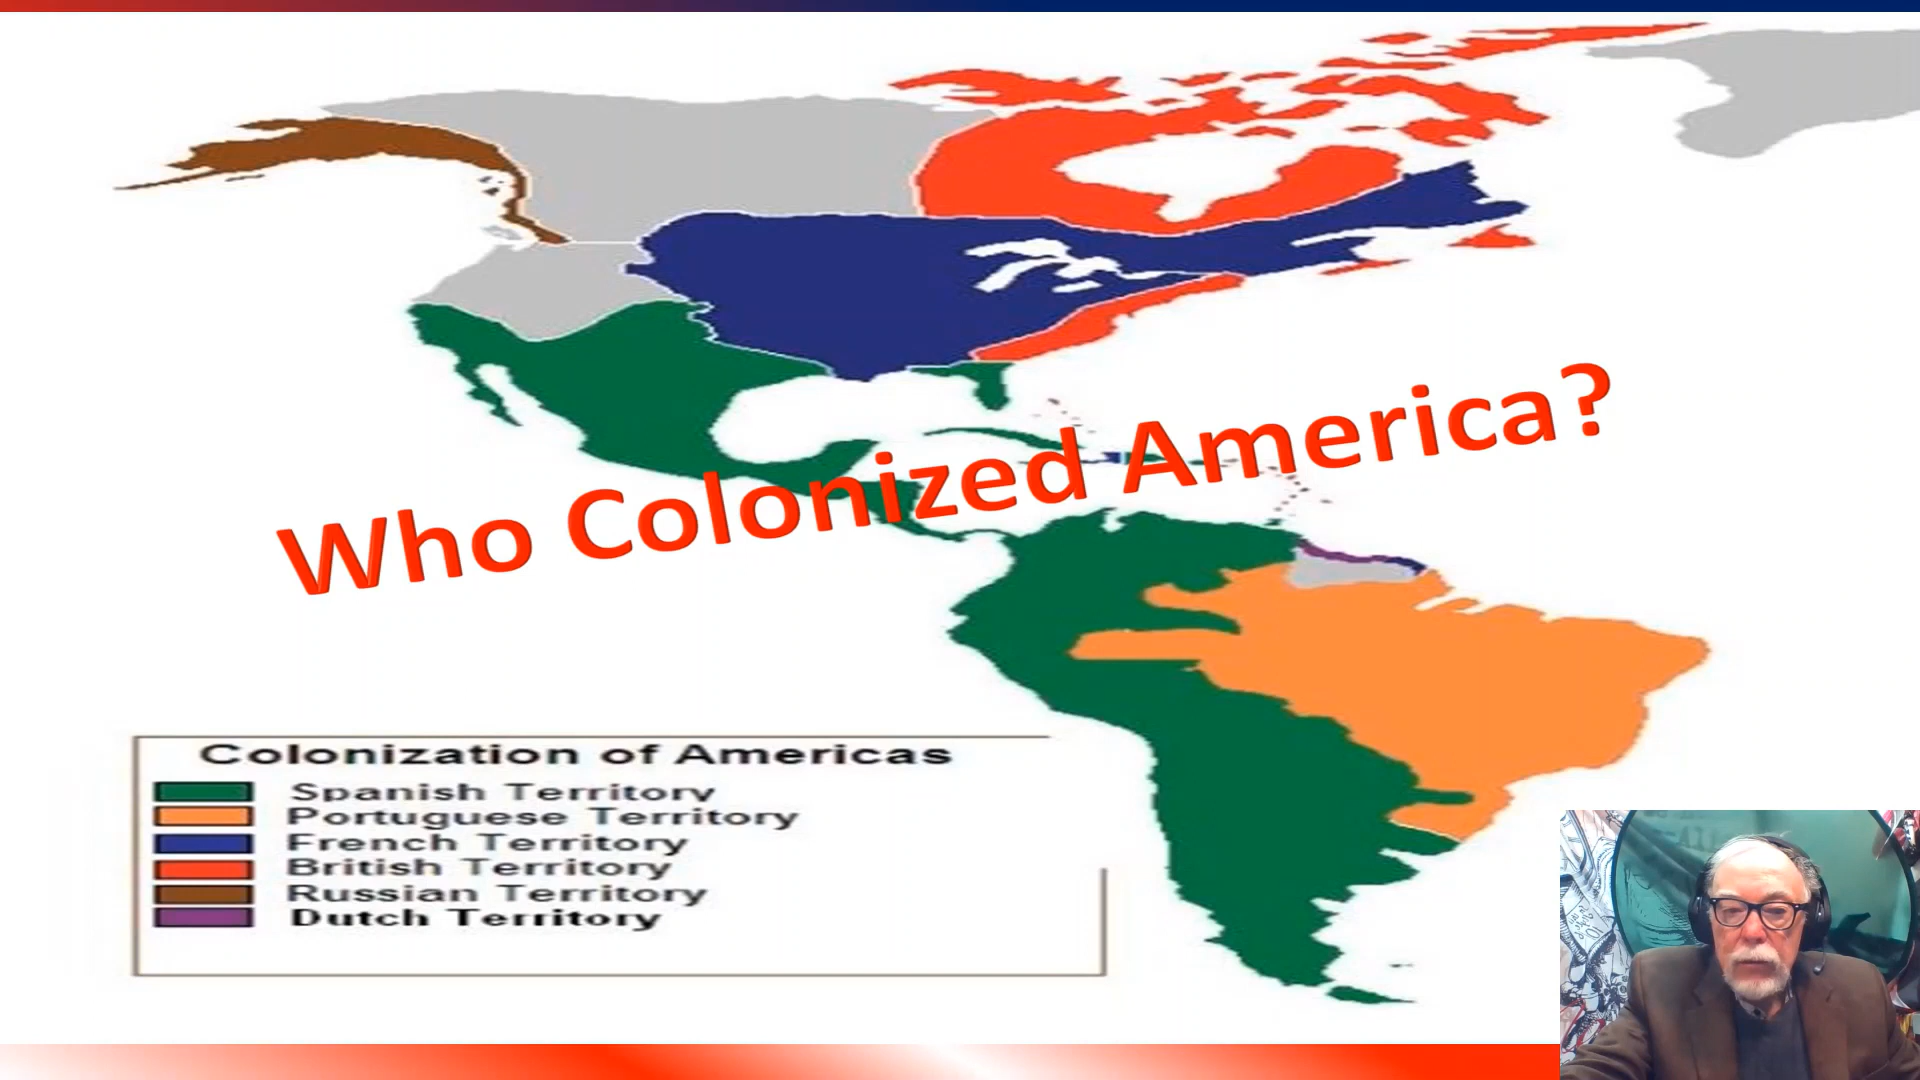 Who Colonized America?
Colonization of Americas
Spanish Territory
Portuguese Territory
French Territory
British Territory
Russian Territory
Dutch Territory